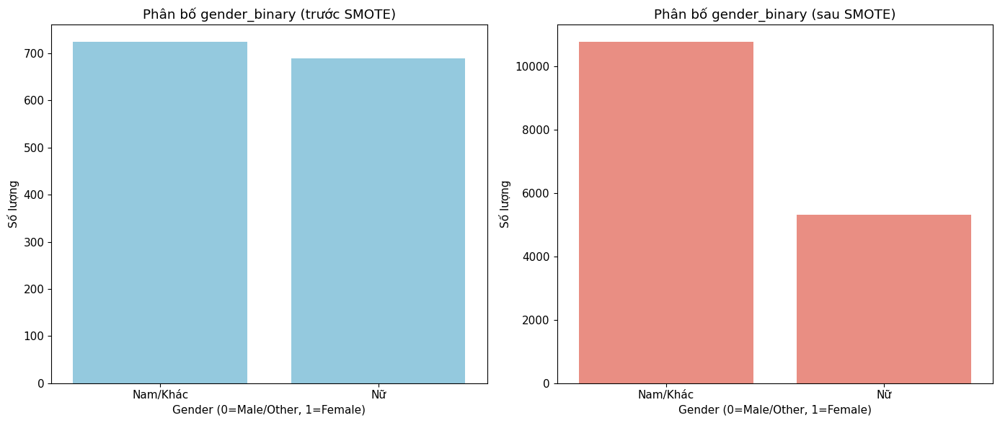 Phân bố gender_binary (trước SMOTE)
Số lượng
700
600
500
400
300
200
100
0
Nam/Khác Nữ
Gender (0=Male/Other, 1=Female)
Phân bố gender_binary (sau SMOTE)
Số lượng
10000
8000
6000
4000
2000
0
Nam/Khác Nữ
Gender (0=Male/Other, 1=Female)